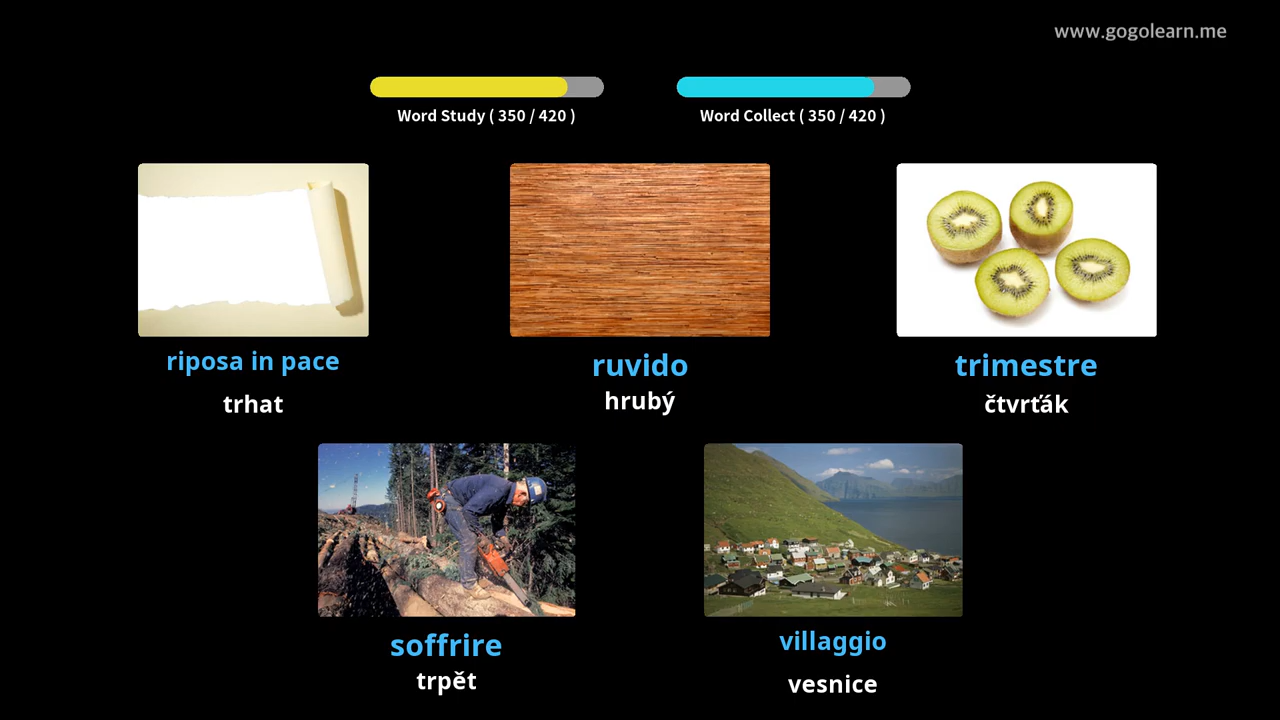 www.gogolearn.me
Word Study ( 350 / 420 )
Word Collect ( 350 / 420 )
riposa in pace
trhat
ruvido
hrubý
trimestre
čtvrťák
soffrire
trpět
villaggio
vesnice